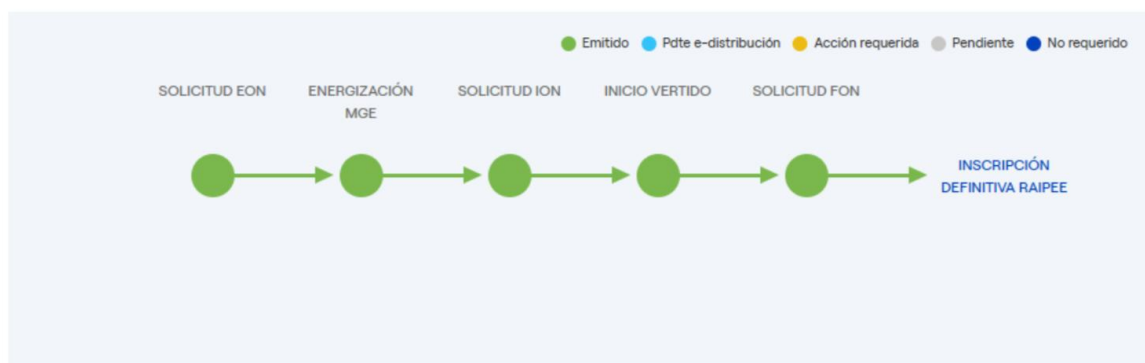 Emitido Pdte e-distribución Acción requerida Pendiente No requerido
SOLICITUD EON ENERGIZACIÓN SOLICITUD ION INICIO VERTIDO SOLICITUD FON
MGE
INSCRIPCIÓN
DEFINITIVA RAIPEE